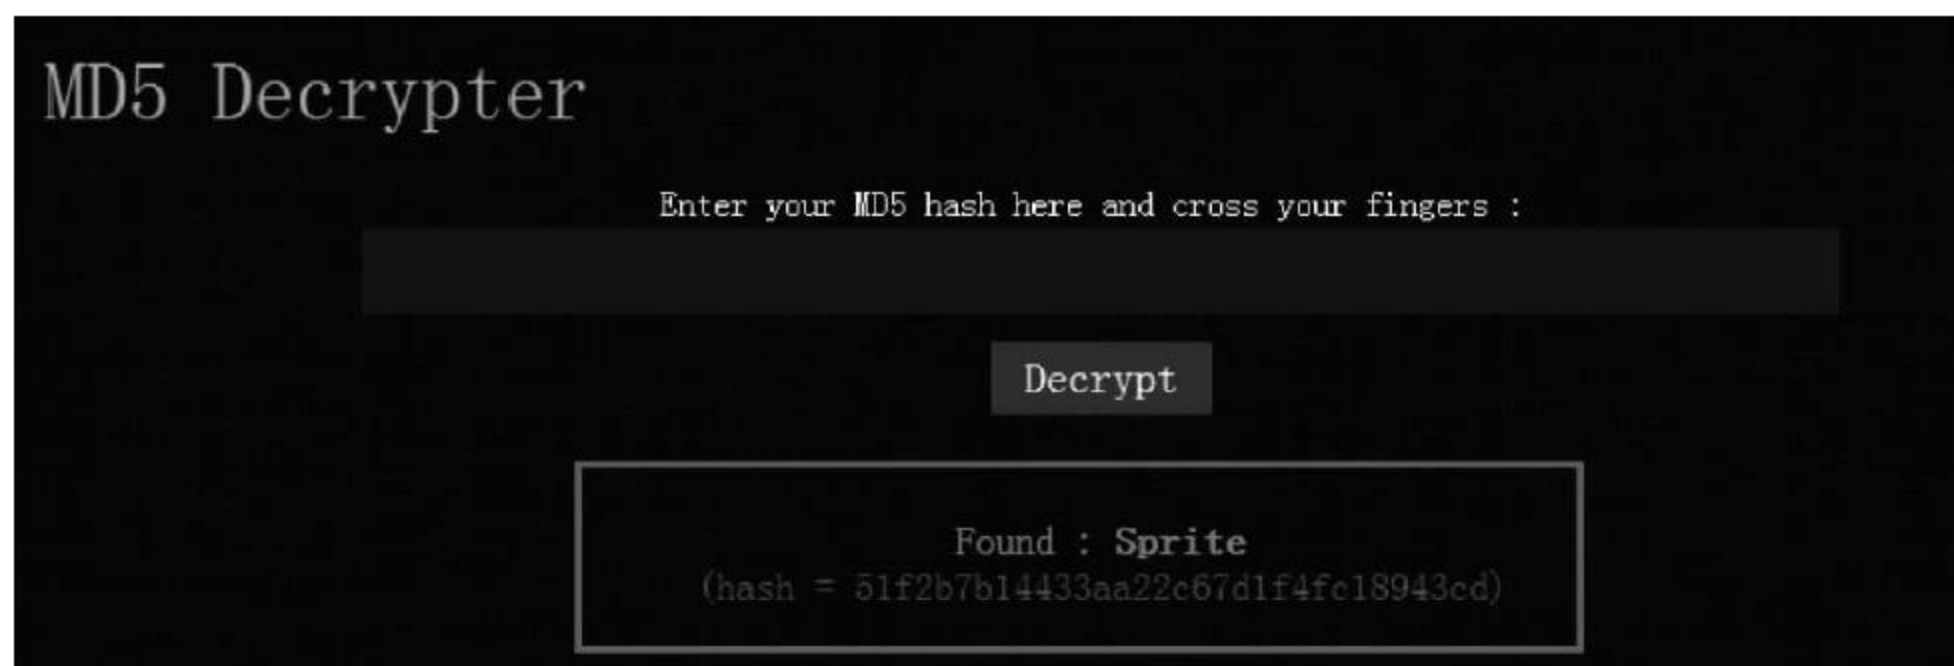 MD5 Decrypter
Enter your MD5 hash here and cross your fingers :
Decrypt
Found : Sprite
(hash = 51f2b7b14433aa22c67d1f4fc18943cd)